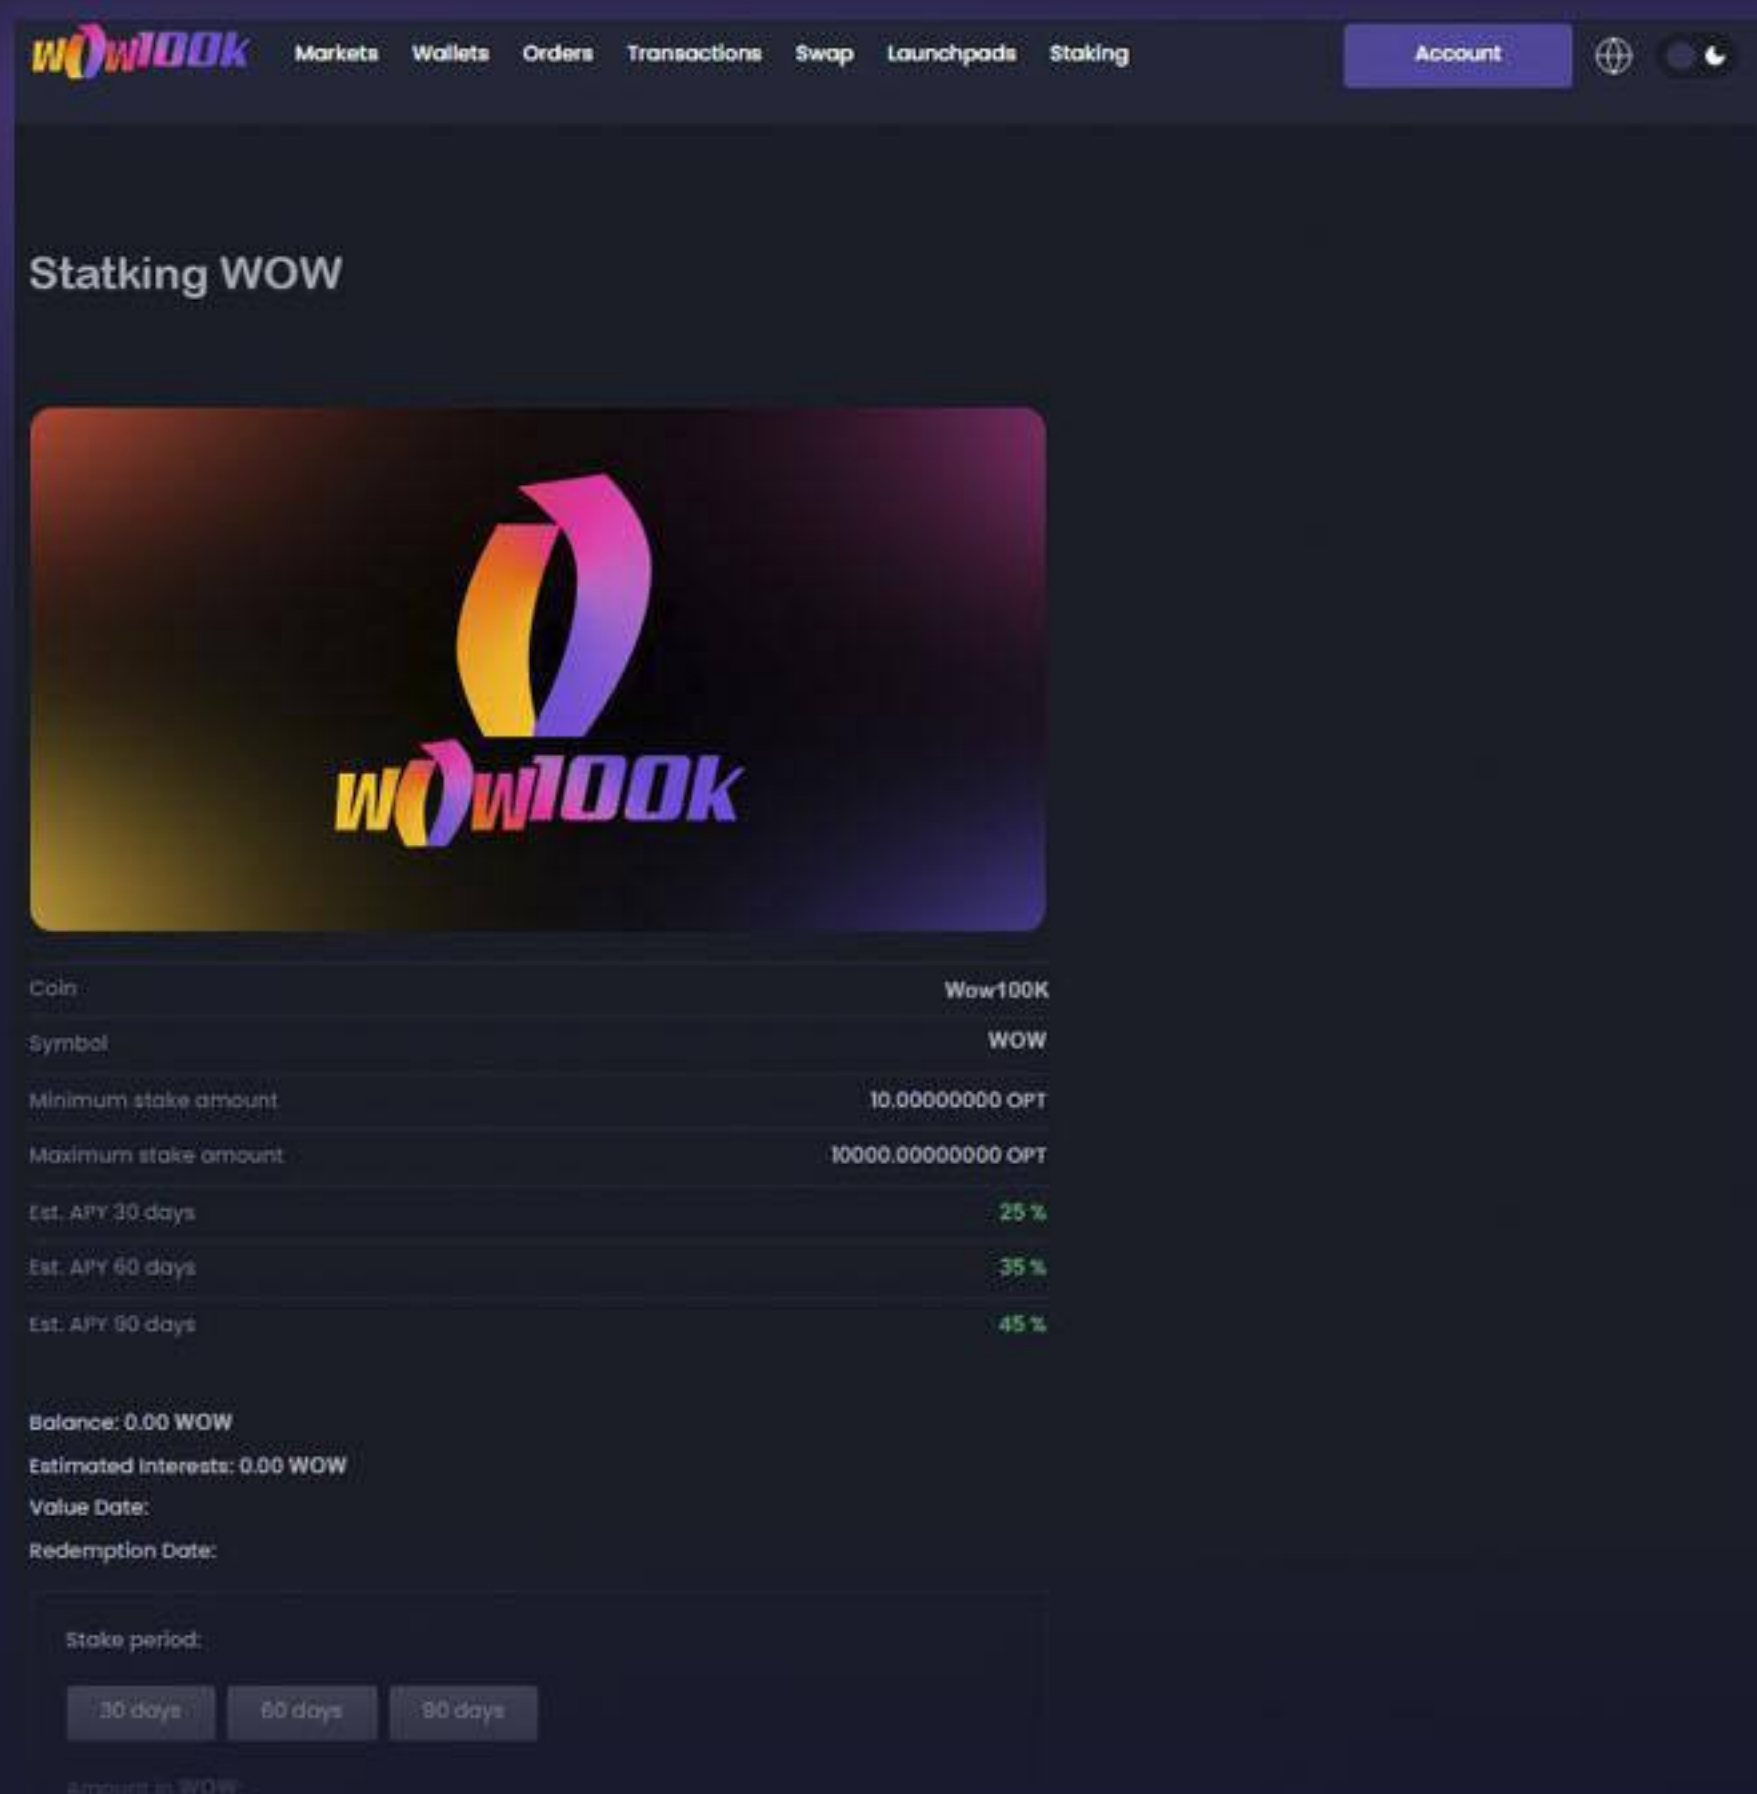 WOW100K Markets Wallets Orders Transactions Swap Launchpads Staking Account
Statking WOW
WOW100K
Coin Wow100K
Symbol WOW
Minimum stake amount 10.00000000 OPT
Maximum stake amount 10000.00000000 OPT
Est. APY 30 days 25 %
Est. APY 60 days 35 %
Est. APY 90 days 45 %
Balance: 0.00 WOW
Estimated Interests: 0.00 WOW
Value Date:
Redemption Date:
Stake period:
30 days 60 days 90 days
Amount in WOW: